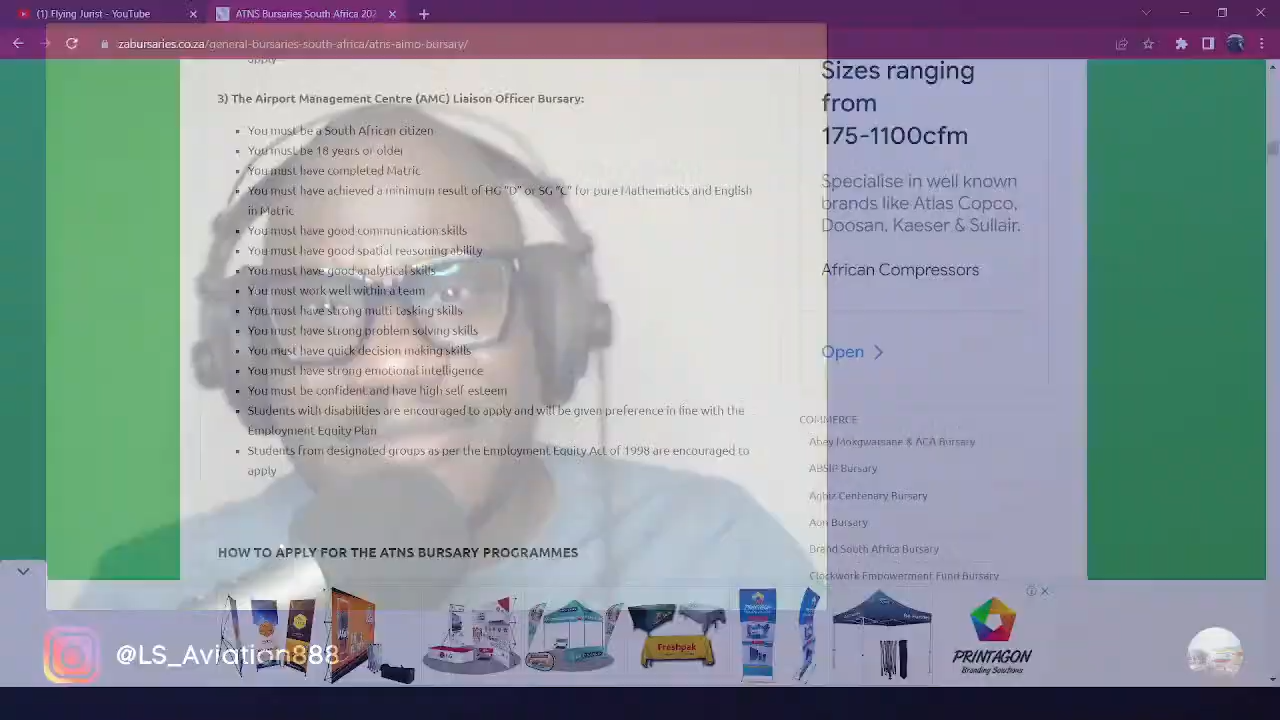 (1) Flying Jurist - YouTube
ATNS Bursaries South Africa 202
zabursaries.co.za/general-bursaries-south-africa/atns-aimo-bursary/
apply
3) The Airport Management Centre (AMC) Liaison Officer Bursary:
You must be a South African citizen
You must be 18 years or older
You must have completed Matric
You must have achieved a minimum result of HG "D" or SG "C" for pure Mathematics and English
in Matric
You must have good communication skills
You must have good spatial reasoning ability
You must have good analytical skills
You must work well within a team
You must have strong multi tasking skills
You must have strong problem solving skills
You must have quick decision making skills
You must have strong emotional intelligence
You must be confident and have high self esteem
Students with disabilities are encouraged to apply and will be given preference in line with the
Employment Equity Plan
Students from designated groups as per the Employment Equity Act of 1998 are encouraged to
apply
HOW TO APPLY FOR THE ATNS BURSARY PROGRAMMES
Sizes ranging
from
175-1100cfm
Specialise in well known
brands like Atlas Copco,
Doosan, Kaeser & Sullair.
African Compressors
Open
COMMERCE
Abey Mokgwatsane & ACA Bursary
ABSIP Bursary
Agbiz Centenary Bursary
Aon Bursary
Brand South Africa Bursary
Clockwork Empowerment Fund Bursary
@LS_Aviation888
Freshpak
PRINTAGON
PRINTAGON
Branding Solutions